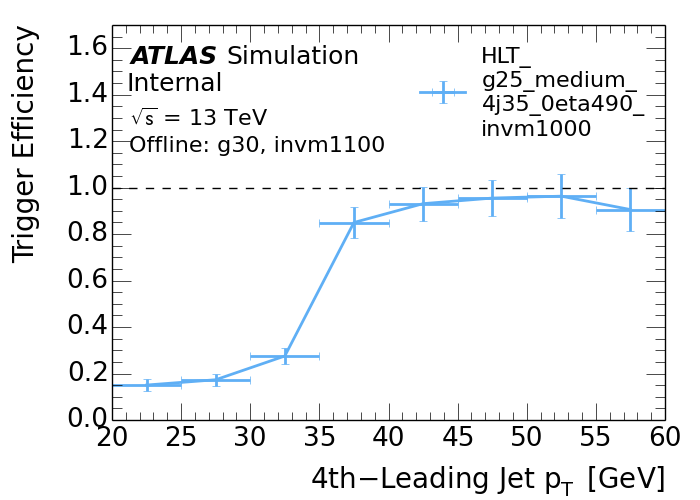 1.6
1.4
1.2
1.0
0.8
0.6
0.4
0.2
0.0
Trigger Efficiency
ATLAS Simulation
Internal
√s = 13 TeV
Offline: g30, invm1100
HLT_
g25_medium_
4j35_0eta490_
invm1000
20 25 30 35 40 45 50 55 60
4th−Leading Jet pT [GeV]